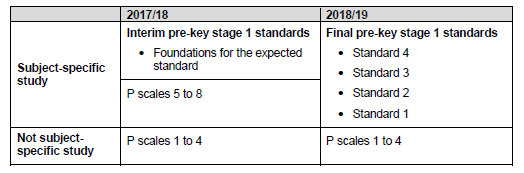 2017/18
2018/19
Subject-specific
study
Interim pre-key stage 1 standards
• Foundations for the expected
standard
P scales 5 to 8
Final pre-key stage 1 standards
• Standard 4
• Standard 3
• Standard 2
• Standard 1
Not subject-
specific study
P scales 1 to 4
P scales 1 to 4